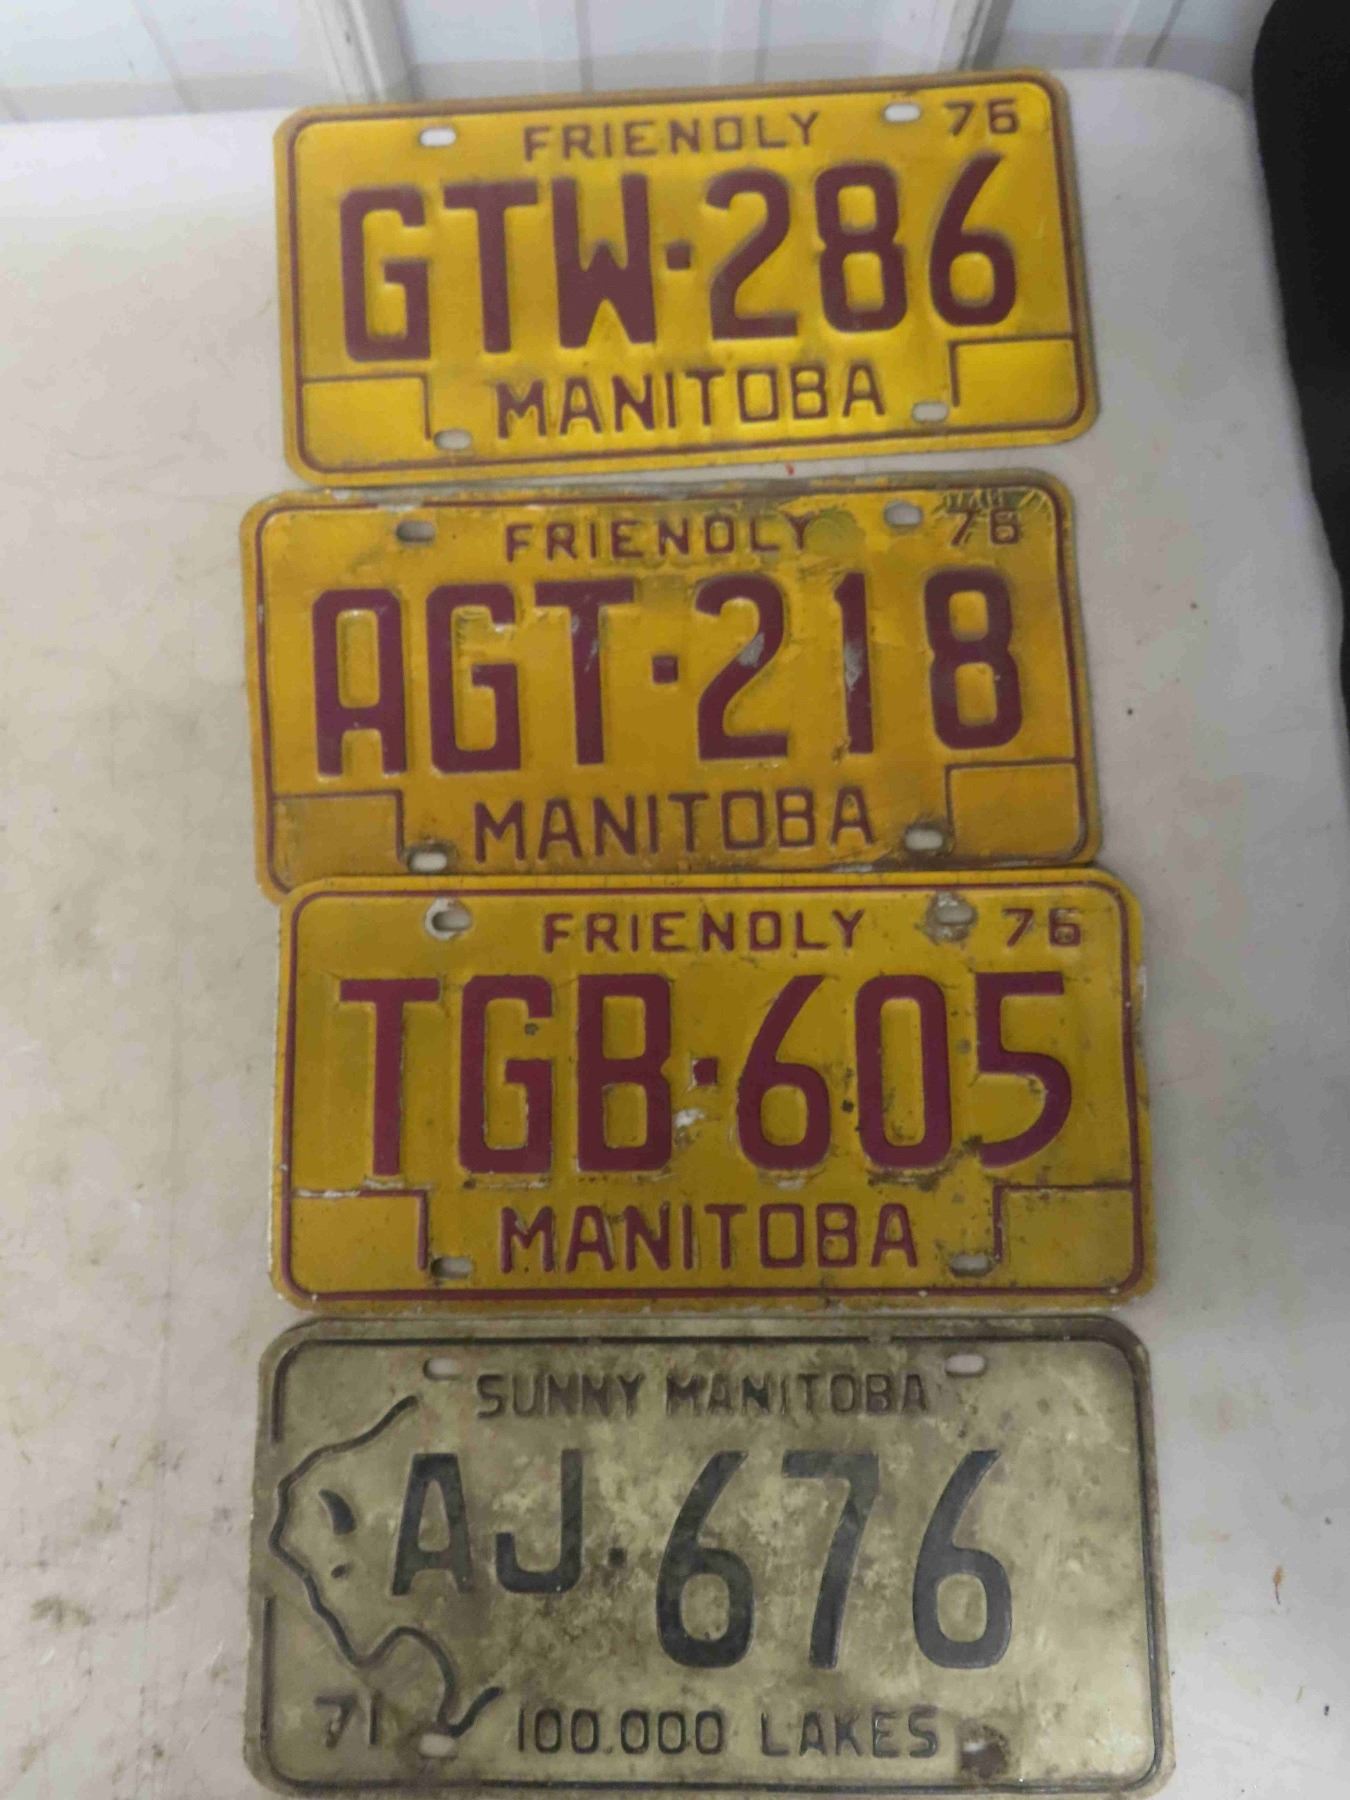 FRIENDLY 76
GTW·286
MANITOBA
FRIENDLY 76
AGT·218
MANITOBA
FRIENDLY 76
TGB·605
MANITOBA
SUNNY MANITOBA
AJ·676
71 100.000 LAKES